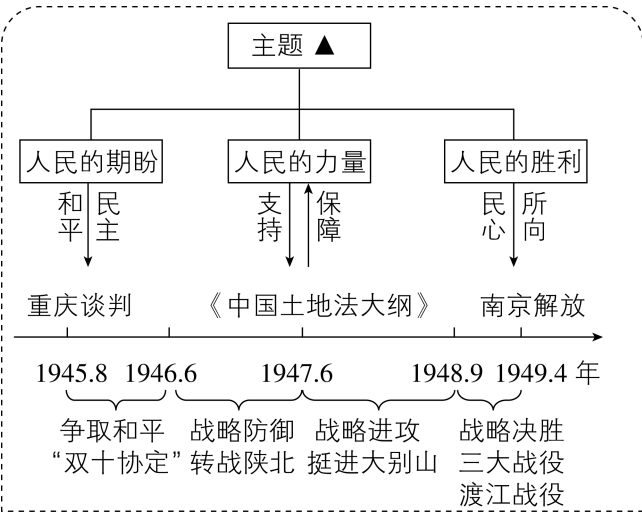 主题 ▲
人民的期盼 人民的力量 人民的胜利
和平 民主 支持 保障 民心 所向
重庆谈判 《中国土地法大纲》 南京解放
1945.8 1946.6 1947.6 1948.9 1949.4 年
争取和平 战略防御 战略进攻 战略决胜
“双十协定” 转战陕北 挺进大别山 三大战役
渡江战役